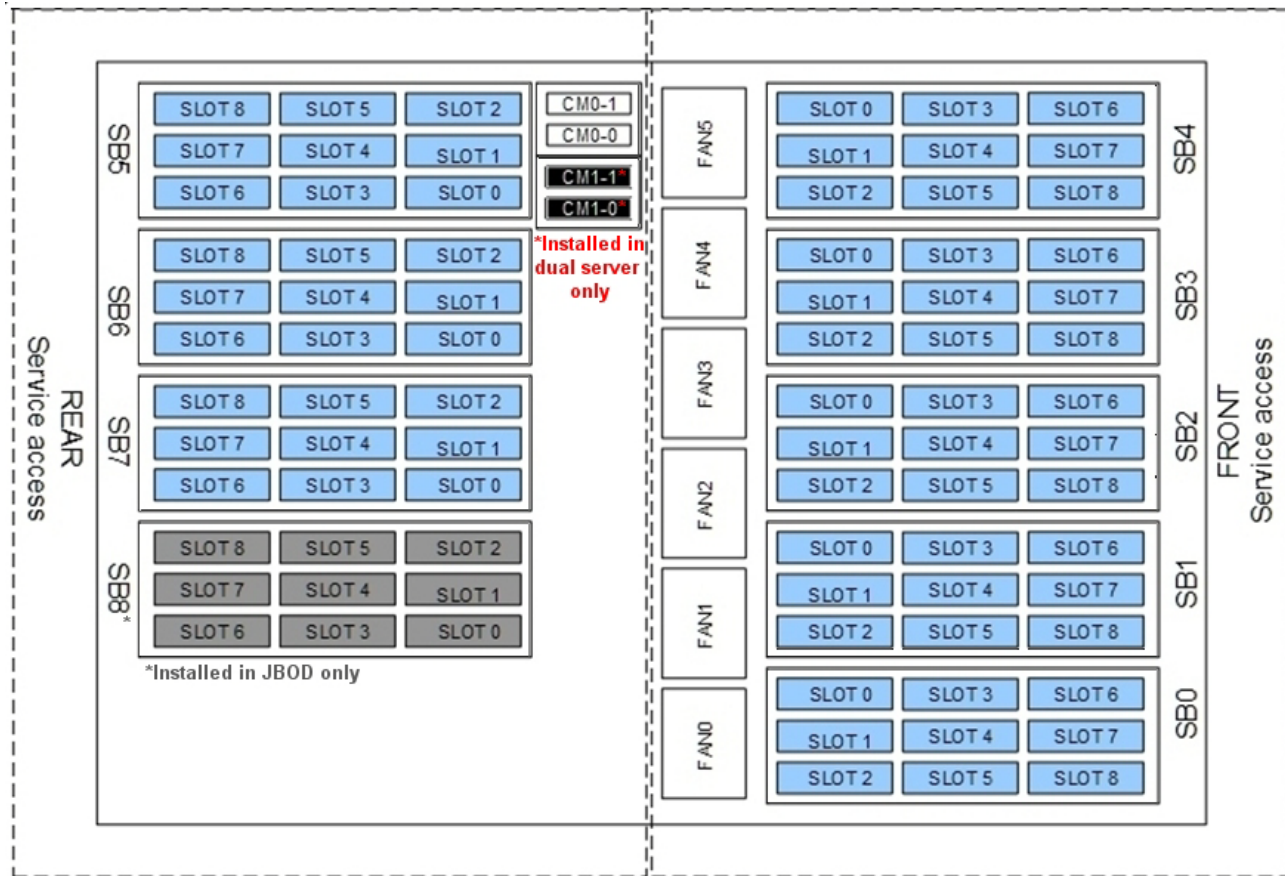 REAR
Service access
SB5
SLOT 8 SLOT 5 SLOT 2
SLOT 7 SLOT 4 SLOT 1
SLOT 6 SLOT 3 SLOT 0
SB6
SLOT 8 SLOT 5 SLOT 2
SLOT 7 SLOT 4 SLOT 1
SLOT 6 SLOT 3 SLOT 0
SB7
SLOT 8 SLOT 5 SLOT 2
SLOT 7 SLOT 4 SLOT 1
SLOT 6 SLOT 3 SLOT 0
SB8*
SLOT 8 SLOT 5 SLOT 2
SLOT 7 SLOT 4 SLOT 1
SLOT 6 SLOT 3 SLOT 0
*Installed in JBOD only
CM0-1
CM0-0
CM1-1*
CM1-0*
*Installed in
dual server
only
FAN5
FAN4
FAN3
FAN2
FAN1
FAN0
SLOT 0 SLOT 3 SLOT 6
SLOT 1 SLOT 4 SLOT 7
SLOT 2 SLOT 5 SLOT 8
SB4
SLOT 0 SLOT 3 SLOT 6
SLOT 1 SLOT 4 SLOT 7
SLOT 2 SLOT 5 SLOT 8
SB3
SLOT 0 SLOT 3 SLOT 6
SLOT 1 SLOT 4 SLOT 7
SLOT 2 SLOT 5 SLOT 8
SB2
SLOT 0 SLOT 3 SLOT 6
SLOT 1 SLOT 4 SLOT 7
SLOT 2 SLOT 5 SLOT 8
SB1
SLOT 0 SLOT 3 SLOT 6
SLOT 1 SLOT 4 SLOT 7
SLOT 2 SLOT 5 SLOT 8
SB0
FRONT
Service access